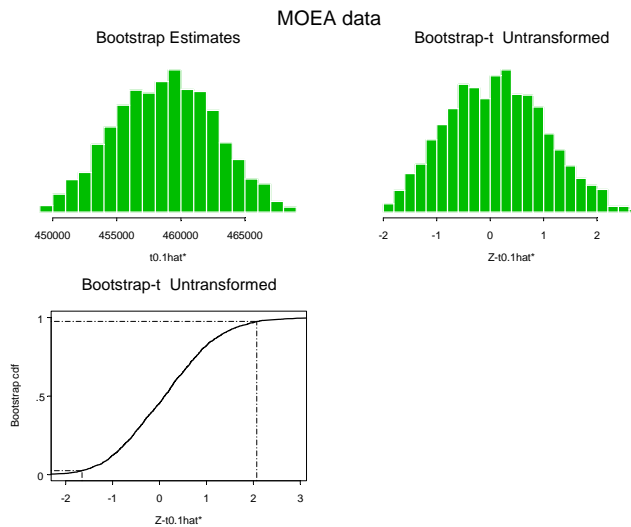 MOEA data
Bootstrap Estimates
450000 455000 460000 465000
t0.1hat*
Bootstrap-t Untransformed
-2 -1 0 1 2
Z-t0.1hat*
Bootstrap-t Untransformed
Bootstrap cdf
1
.5
0
-2 -1 0 1 2 3
Z-t0.1hat*